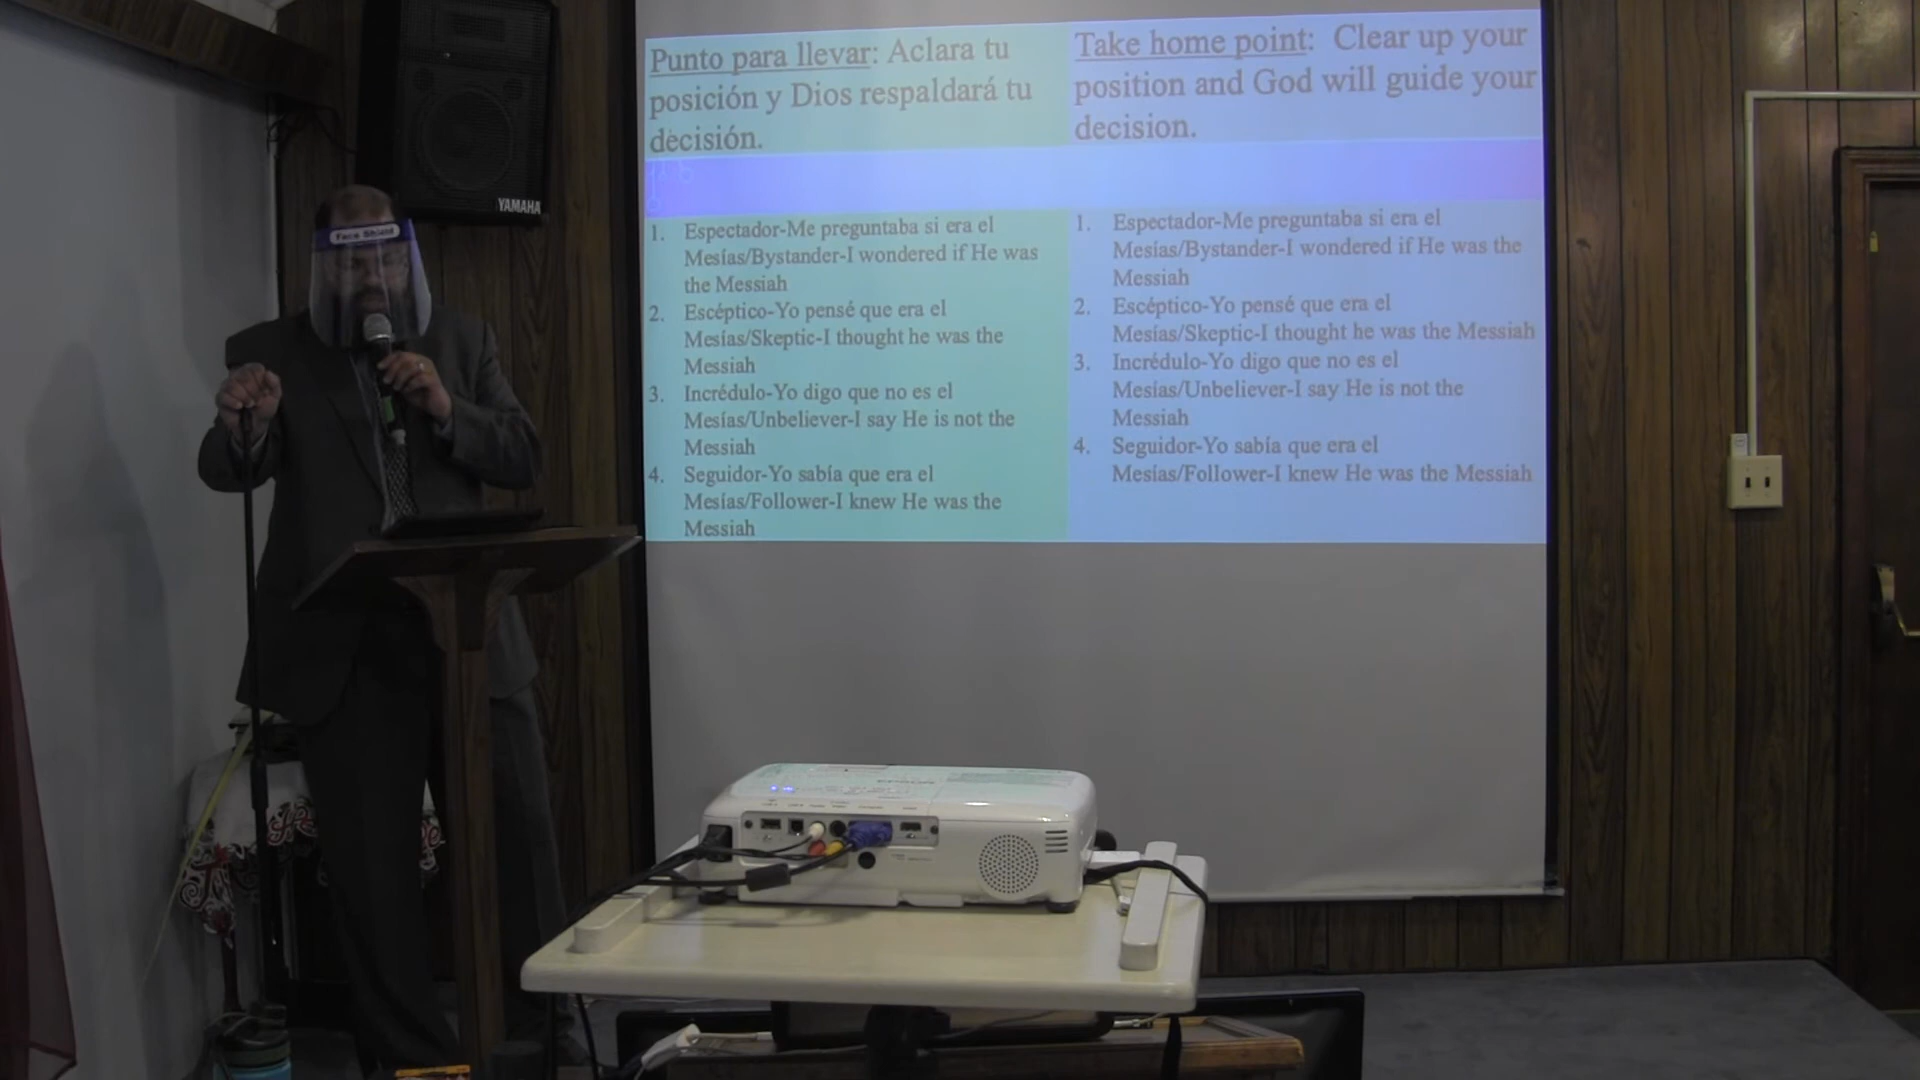 YAMAHA
Face Shield
Punto para llevar: Aclara tu
posición y Dios respaldará tu
decisión.
Take home point: Clear up your
position and God will guide your
decision.
1. Espectador-Me preguntaba si era el
Mesías/Bystander-I wondered if He was
the Messiah
2. Escéptico-Yo pensé que era el
Mesías/Skeptic-I thought he was the
Messiah
3. Incrédulo-Yo digo que no es el
Mesías/Unbeliever-I say He is not the
Messiah
4. Seguidor-Yo sabía que era el
Mesías/Follower-I knew He was the
Messiah
1. Espectador-Me preguntaba si era el
Mesías/Bystander-I wondered if He was the
Messiah
2. Escéptico-Yo pensé que era el
Mesías/Skeptic-I thought he was the Messiah
3. Incrédulo-Yo digo que no es el
Mesías/Unbeliever-I say He is not the
Messiah
4. Seguidor-Yo sabía que era el
Mesías/Follower-I knew He was the Messiah